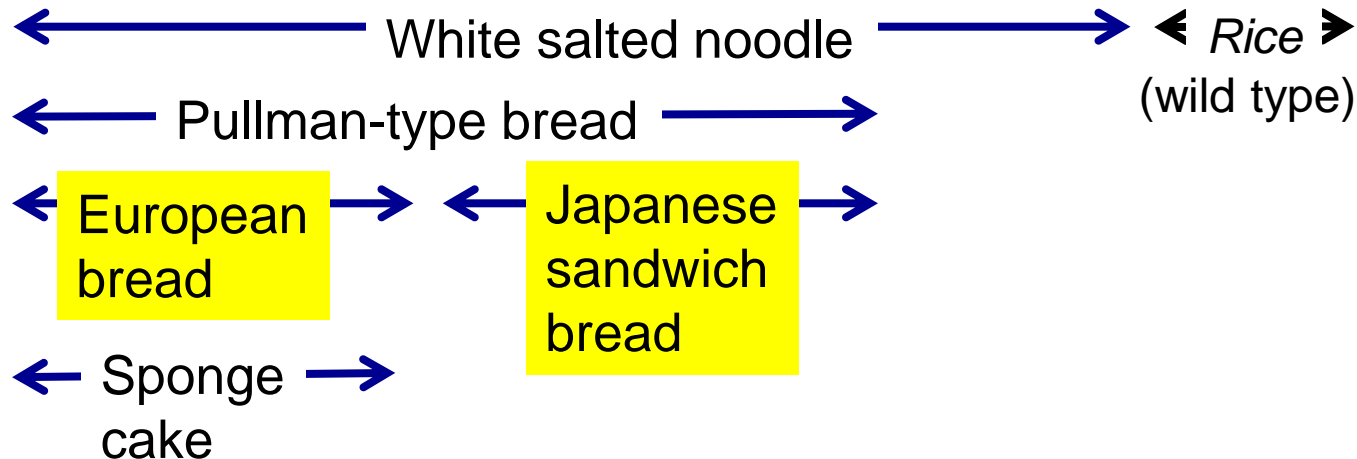 White salted noodle
Rice
(wild type)
Pullman-type bread
European
bread
Japanese
sandwich
bread
Sponge
cake